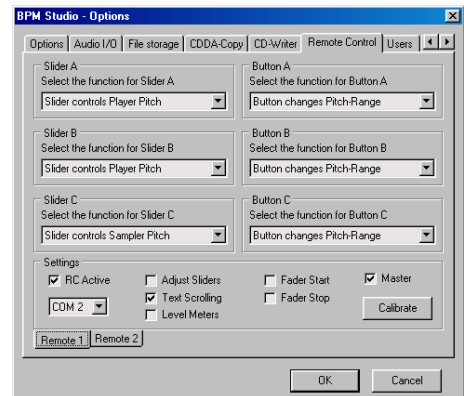 BPM Studio - Options
Options Audio I/O File storage CDDA-Copy CD-Writer Remote Control Users
Slider A
Select the function for Slider A
Slider controls Player Pitch
Button A
Select the function for Button A
Button changes Pitch-Range
Slider B
Select the function for Slider B
Slider controls Player Pitch
Button B
Select the function for Button B
Button changes Pitch-Range
Slider C
Select the function for Slider C
Slider controls Sampler Pitch
Button C
Select the function for Button C
Button changes Pitch-Range
Settings
RC Active Adjust Sliders Fader Start Master
COM 2 Text Scrolling Fader Stop Calibrate
Level Meters
Remote 1 Remote 2
OK Cancel